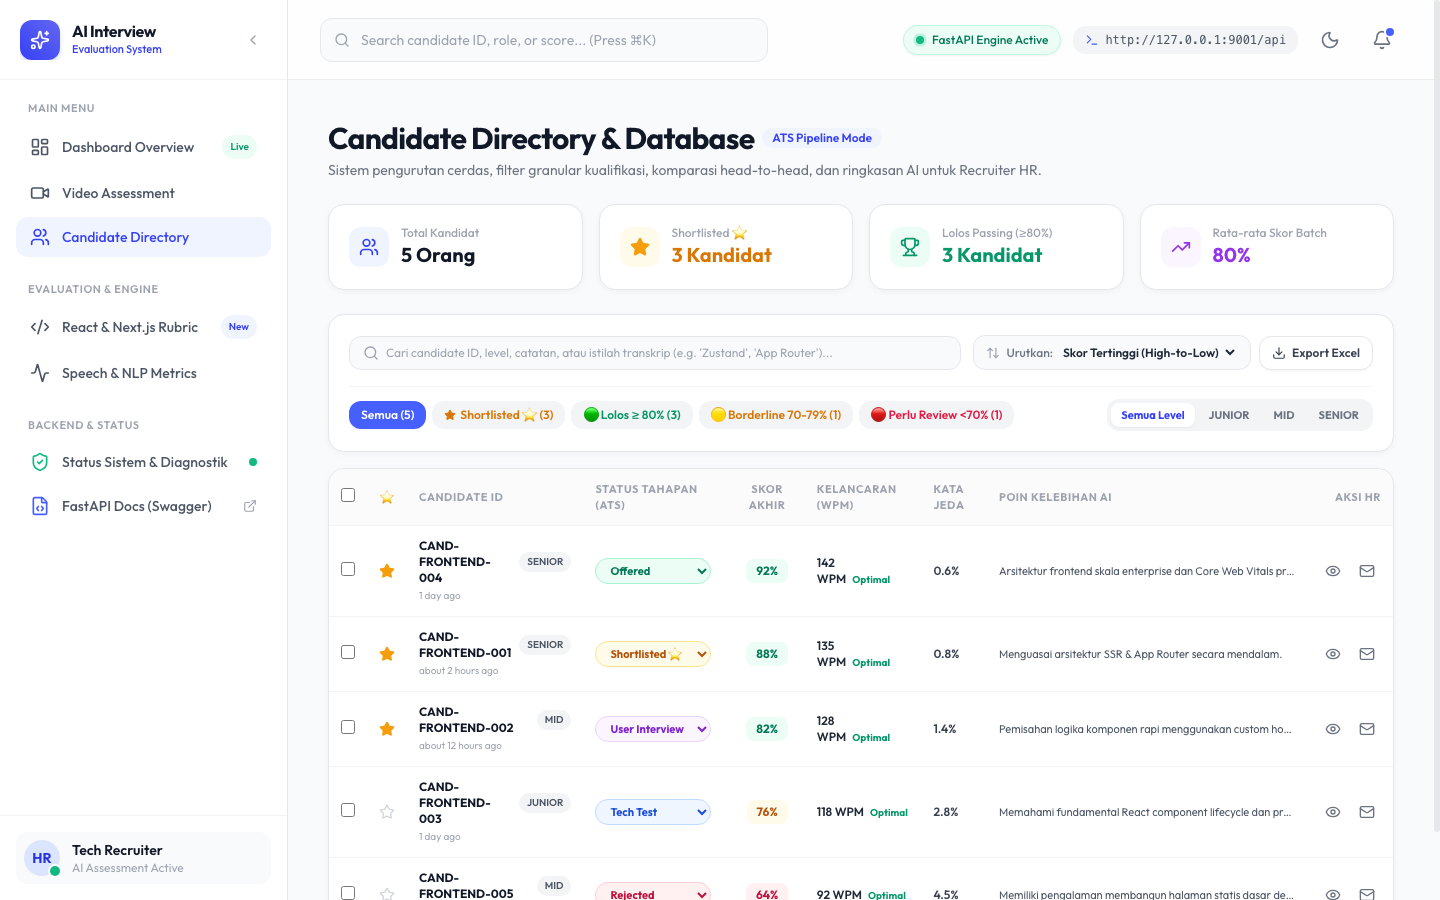 AI Interview
Evaluation System
Search candidate ID, role, or score... (Press ⌘K)
FastAPI Engine Active
http://127.0.0.1:9001/api
MAIN MENU
Dashboard Overview
Live
Video Assessment
Candidate Directory
EVALUATION & ENGINE
React & Next.js Rubric
New
Speech & NLP Metrics
BACKEND & STATUS
Status Sistem & Diagnostik
FastAPI Docs (Swagger)
HR
Tech Recruiter
AI Assessment Active
Candidate Directory & Database
ATS Pipeline Mode
Sistem pengurutan cerdas, filter granular kualifikasi, komparasi head-to-head, dan ringkasan AI untuk Recruiter HR.
Total Kandidat
5 Orang
Shortlisted ⭐
3 Kandidat
Lolos Passing (≥80%)
3 Kandidat
Rata-rata Skor Batch
80%
Cari candidate ID, level, catatan, atau istilah transkrip (e.g. 'Zustand', 'App Router')...
Urutkan: Skor Tertinggi (High-to-Low)
Export Excel
Semua (5)
Shortlisted ⭐ (3)
🟢 Lolos ≥ 80% (3)
🟡 Borderline 70-79% (1)
🔴 Perlu Review <70% (1)
Semua Level
JUNIOR
MID
SENIOR
⭐
CANDIDATE ID
STATUS TAHAPAN
(ATS)
SKOR
AKHIR
KELANCARAN
(WPM)
KATA
JEDA
POIN KELEBIHAN AI
AKSI HR
CAND-
FRONTEND-
004
1 day ago
SENIOR
Offered
92%
142
WPM Optimal
0.6%
Arsitektur frontend skala enterprise dan Core Web Vitals pr...
CAND-
FRONTEND-001
about 2 hours ago
SENIOR
Shortlisted ⭐
88%
135
WPM Optimal
0.8%
Menguasai arsitektur SSR & App Router secara mendalam.
CAND-
FRONTEND-002
about 12 hours ago
MID
User Interview
82%
128
WPM Optimal
1.4%
Pemisahan logika komponen rapi menggunakan custom ho...
CAND-
FRONTEND-
003
1 day ago
JUNIOR
Tech Test
76%
118 WPM Optimal
2.8%
Memahami fundamental React component lifecycle dan pr...
CAND-
FRONTEND-005
MID
Rejected
64%
92 WPM Optimal
4.5%
Memiliki pengalaman membangun halaman statis dasar de...